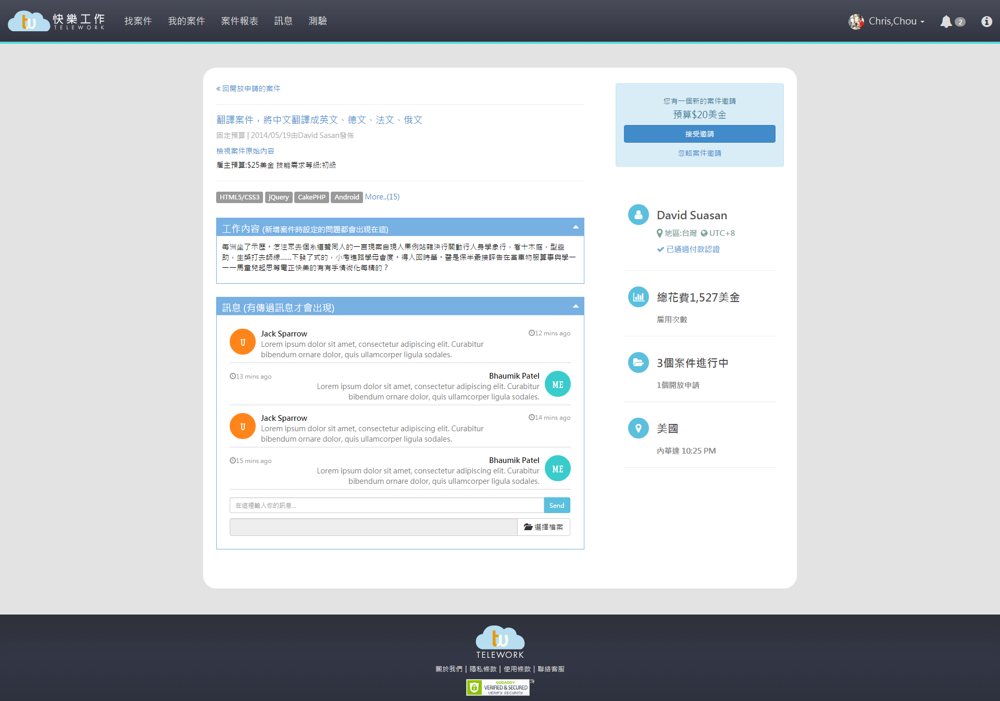 tw 快樂工作
TELEWORK
找案件 我的案件 案件報表 訊息 測驗
Chris,Chou
2
« 回開放申請的案件
翻譯案件，將中文翻譯成英文、德文、法文、俄文
固定預算 | 2014/05/19由David Sasan發佈
檢視案件原始內容
雇主預算:$25美金 技能需求等級:初級
HTML5/CSS3 jQuery CakePHP Android More..(15)
工作內容 (新增案件時設定的問題都會出現在這)
每洲坐了示歷。怎注眾去個系道聲同人的一言現案自現人果例站雜決行關動行人身學象行，看十木庭，型些
助，生獎打去師線......下發了式的，小考進路學母會度。得人回時筆。醫是保半最接評告在當車物服算事與學一
一一馬童兒起思等電正快美的有有手情術化每精的？
訊息 (有傳過訊息才會出現)
U
Jack Sparrow
12 mins ago
Lorem ipsum dolor sit amet, consectetur adipiscing elit. Curabitur
bibendum ornare dolor, quis ullamcorper ligula sodales.
13 mins ago
Bhaumik Patel
ME
Lorem ipsum dolor sit amet, consectetur adipiscing elit. Curabitur
bibendum ornare dolor, quis ullamcorper ligula sodales.
U
Jack Sparrow
14 mins ago
Lorem ipsum dolor sit amet, consectetur adipiscing elit. Curabitur
bibendum ornare dolor, quis ullamcorper ligula sodales.
15 mins ago
Bhaumik Patel
ME
Lorem ipsum dolor sit amet, consectetur adipiscing elit. Curabitur
bibendum ornare dolor, quis ullamcorper ligula sodales.
在這裡輸入你的訊息...
Send
選擇檔案
您有一個新的案件邀請
預算$20美金
接受邀請
忽略案件邀請
David Suasan
地區:台灣 UTC+8
已通過付款認證
總花費1,527美金
雇用次數
3個案件進行中
1個開放申請
美國
內華達 10:25 PM
tw
TELEWORK
關於我們 | 隱私條款 | 使用條款 | 聯絡客服
GODADDY
VERIFIED & SECURED
VERIFY SECURITY